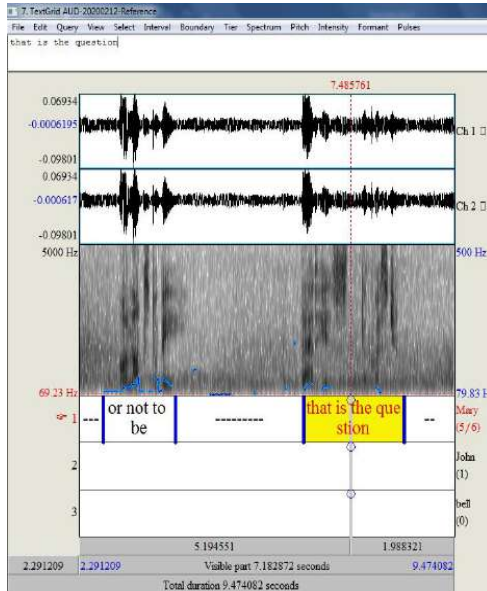 7. TextGrid AUD-20200212-Reference
File Edit Query View Select Interval Boundary Tier Spectrum Pitch Intensity Formant Pulses
that is the question
7.485761
0.06934
-0.0006195
Ch 1
-0.09801
0.06934
-0.000617
Ch 2
-0.09801
5000 Hz
500 Hz
69.23 Hz
79.83 H
1
---
or not to be
---------
that is the que stion
--
Mary (5/6)
2
John (1)
3
bell (0)
5.194551
1.988321
2.291209
2.291209
Visible part 7.182872 seconds
9.474082
Total duration 9.474082 seconds